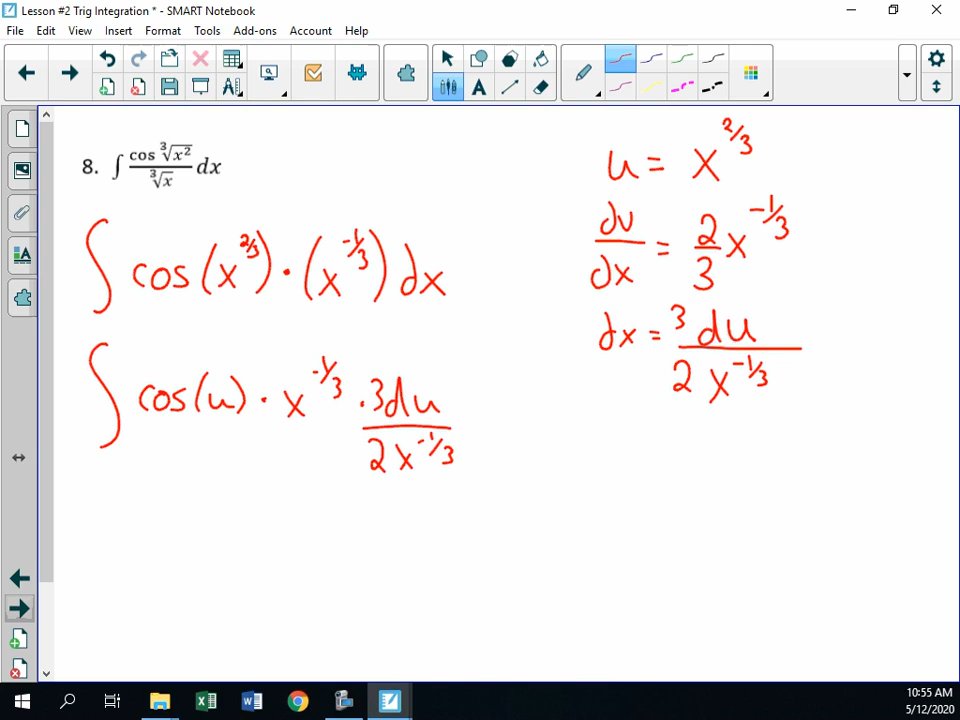 Lesson #2 Trig Integration * - SMART Notebook
File Edit View Insert Format Tools Add-ons Account Help
8. ∫ cos ∛x² / ∛x dx
∫ cos(x^2/3) · (x^-1/3) dx
∫ cos(u) · x^-1/3 · 3du / 2x^-1/3
u = x^2/3
du/dx = 2/3 x^-1/3
dx = 3 du / 2 x^-1/3
10:55 AM
5/12/2020